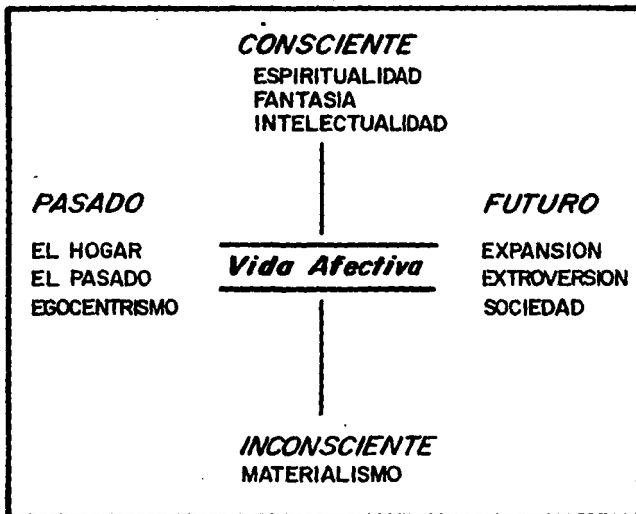 CONSCIENTE
ESPIRITUALIDAD
FANTASIA
INTELECTUALIDAD
PASADO
EL HOGAR
EL PASADO
EGOCENTRISMO
Vida Afectiva
FUTURO
EXPANSION
EXTROVERSION
SOCIEDAD
INCONSCIENTE
MATERIALISMO